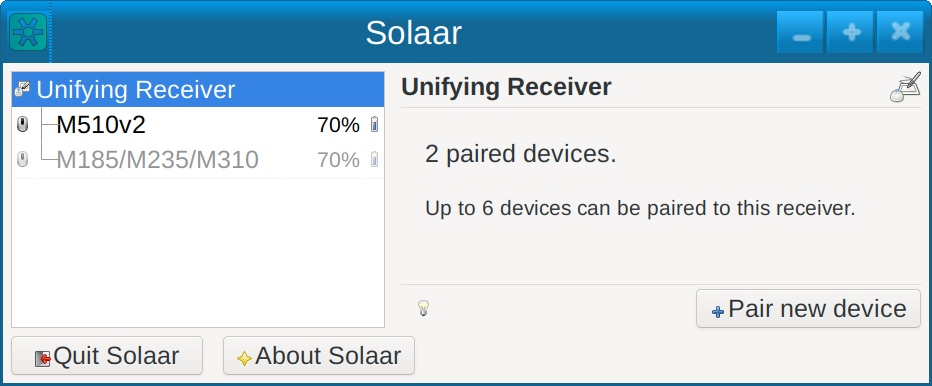 Solaar
Unifying Receiver
M510v2 70%
M185/M235/M310 70%
Unifying Receiver
2 paired devices.
Up to 6 devices can be paired to this receiver.
Pair new device
Quit Solaar
About Solaar